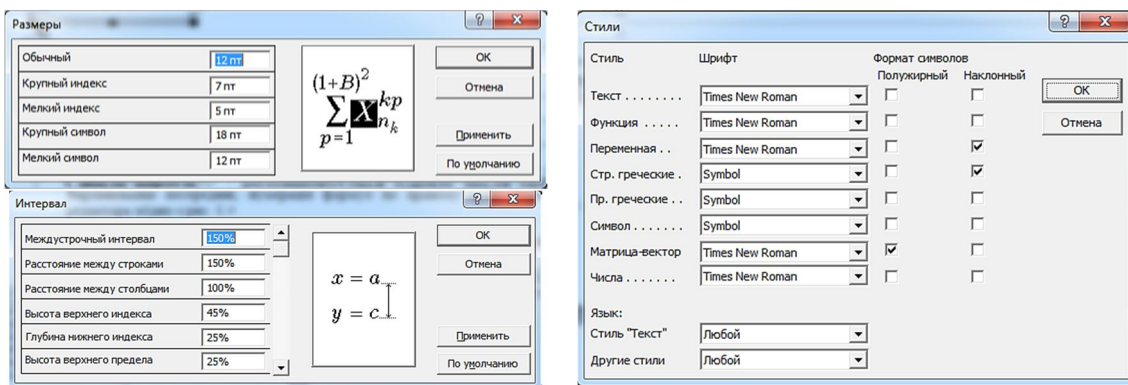 Размеры
Обычный 12 пт
Крупный индекс 7 пт
Мелкий индекс 5 пт
Крупный символ 18 пт
Мелкий символ 12 пт
(1+B)²
∑ X kp n k
p=1
OK
Отмена
Применить
По умолчанию
Интервал
Междустрочный интервал 150%
Расстояние между строками 150%
Расстояние между столбцами 100%
Высота верхнего индекса 45%
Глубина нижнего индекса 25%
Высота верхнего предела 25%
x = a
y = c
OK
Отмена
Применить
По умолчанию
Стили
Стиль Шрифт Формат символов
Полужирный Наклонный
Текст . . . . . . . . Times New Roman
Функция . . . . . Times New Roman
Переменная . . Times New Roman
Стр. греческие . Symbol
Пр. греческие . . Symbol
Символ . . . . . . . Symbol
Матрица-вектор Times New Roman
Числа . . . . . . . . Times New Roman
OK
Отмена
Язык:
Стиль "Текст" Любой
Другие стили Любой